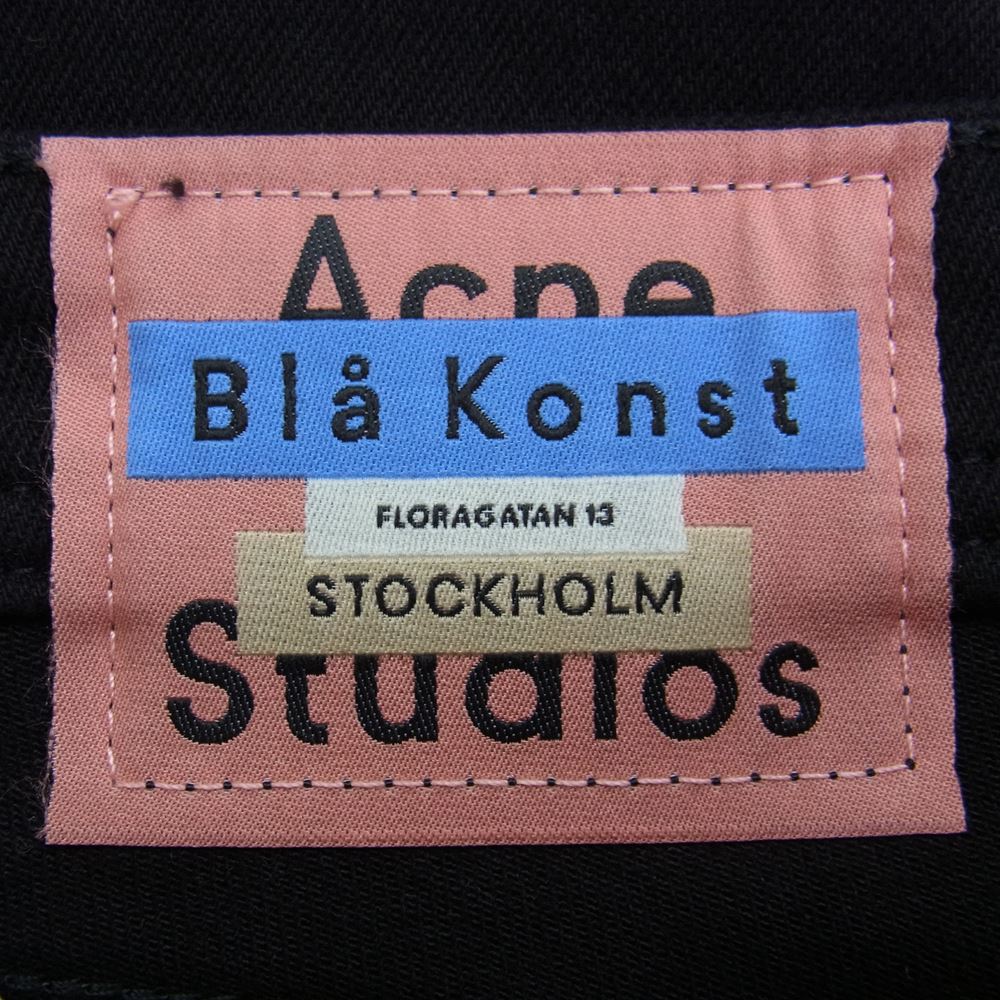 Acne
Blå Konst
FLORAGATAN 13
STOCKHOLM
Studios